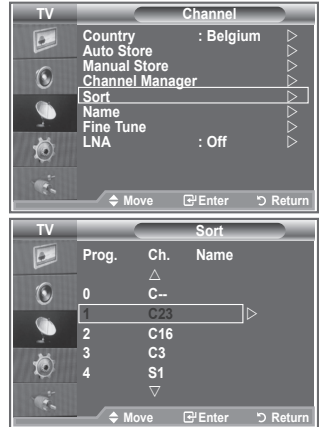 TV Channel
Country : Belgium
Auto Store
Manual Store
Channel Manager
Sort
Name
Fine Tune
LNA : Off
Move Enter Return
TV Sort
Prog. Ch. Name
0 C--
1 C23
2 C16
3 C3
4 S1
Move Enter Return